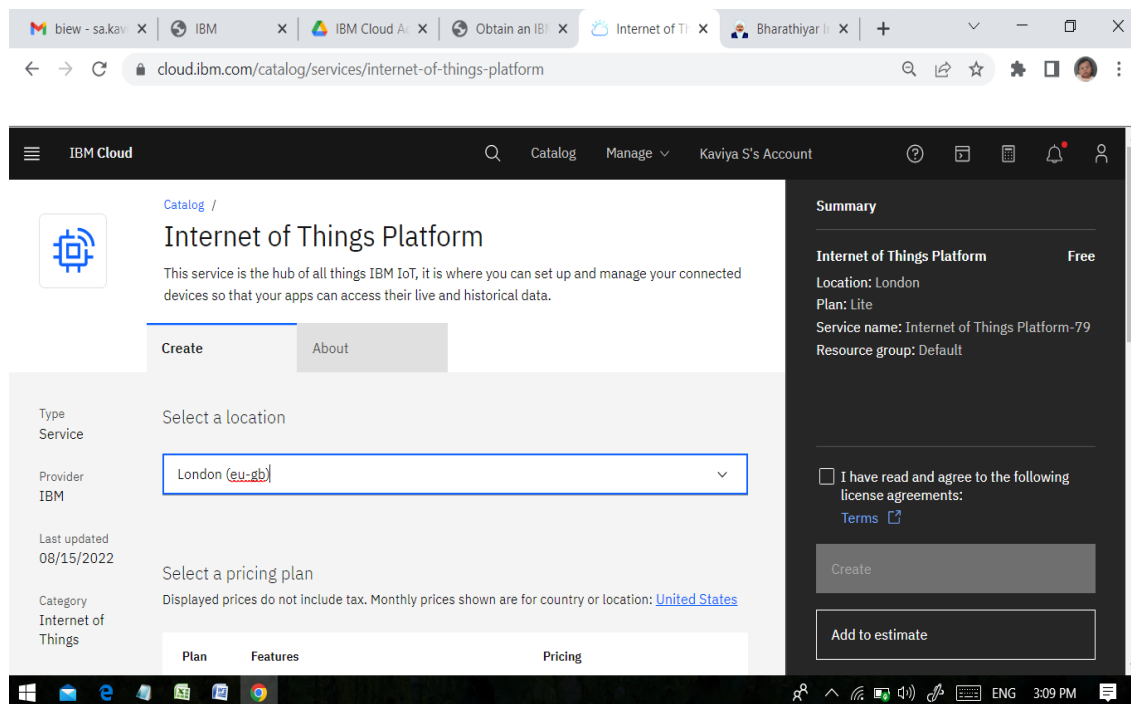 biew - sa.kavi
IBM
IBM Cloud Ac
Obtain an IBM
Internet of Th
Bharathiyar In
cloud.ibm.com/catalog/services/internet-of-things-platform
IBM Cloud
Catalog
Manage
Kaviya S's Account
Catalog /
Internet of Things Platform
This service is the hub of all things IBM IoT, it is where you can set up and manage your connected
devices so that your apps can access their live and historical data.
Create
About
Type
Service
Provider
IBM
Last updated
08/15/2022
Category
Internet of
Things
Select a location
London (eu-gb)
Select a pricing plan
Displayed prices do not include tax. Monthly prices shown are for country or location: United States
Plan
Features
Pricing
Summary
Internet of Things Platform Free
Location: London
Plan: Lite
Service name: Internet of Things Platform-79
Resource group: Default
I have read and agree to the following
license agreements:
Terms
Create
Add to estimate
ENG
3:09 PM